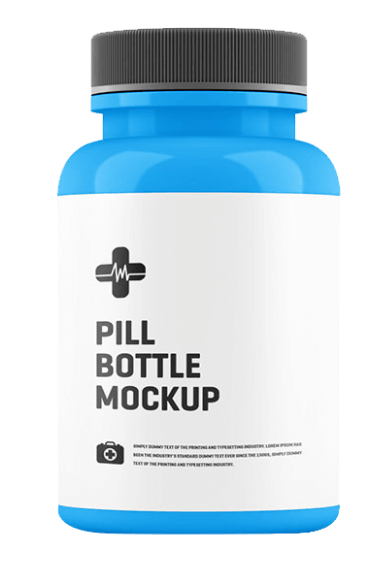 PILL
BOTTLE
MOCKUP
SIMPLY DUMMY TEXT OF THE PRINTING AND TYPESETTING INDUSTRY. LOREM IPSUM HAS
BEEN THE INDUSTRY'S STANDARD DUMMY TEXT EVER SINCE THE 1500S, SIMPLY DUMMY
TEXT OF THE PRINTING AND TYPESETTING INDUSTRY.